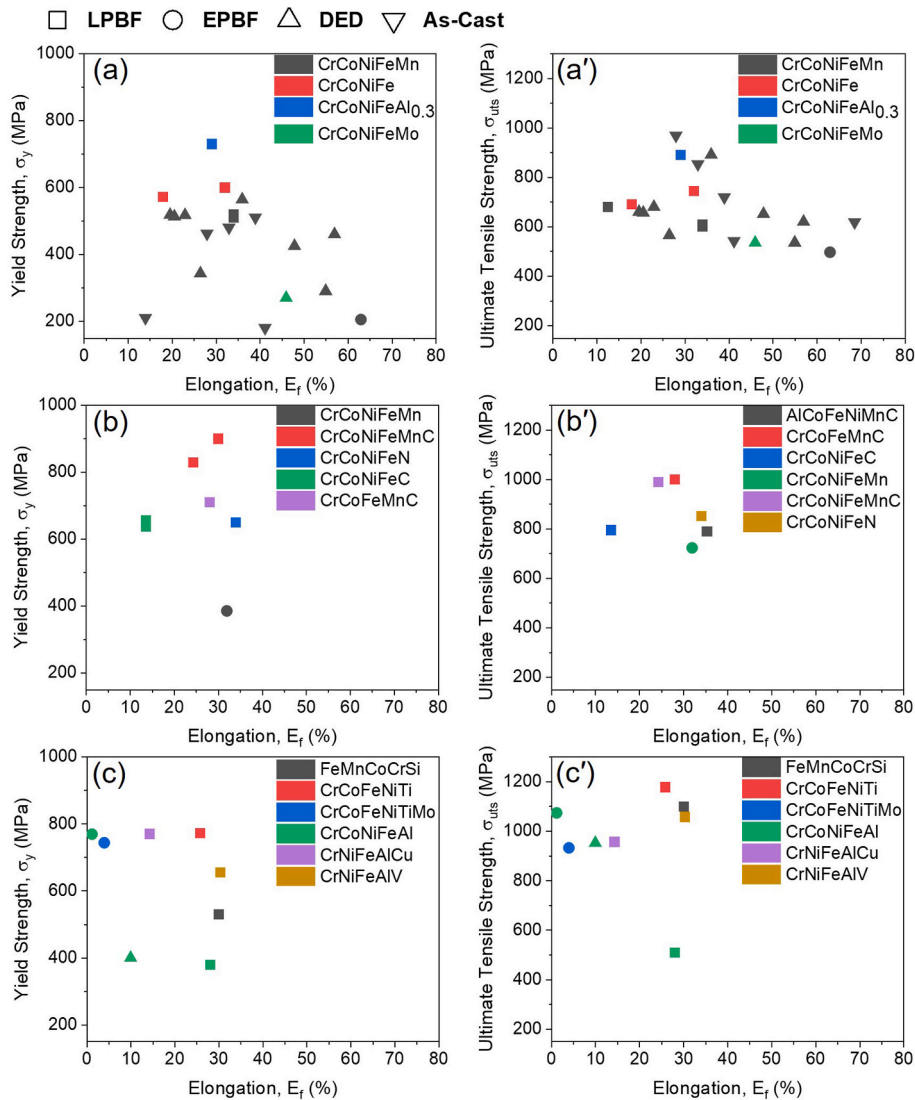 LPBF EPBF DED As-Cast
(a)
CrCoNiFeMn
CrCoNiFe
CrCoNiFeAl0.3
CrCoNiFeMo
Yield Strength, σy (MPa)
1000
800
600
400
200
0 10 20 30 40 50 60 70 80
Elongation, Ef (%)
(a′)
CrCoNiFeMn
CrCoNiFe
CrCoNiFeAl0.3
CrCoNiFeMo
Ultimate Tensile Strength, σuts (MPa)
1200
1000
800
600
400
200
0 10 20 30 40 50 60 70 80
Elongation, Ef (%)
(b)
CrCoNiFeMn
CrCoNiFeMnC
CrCoNiFeN
CrCoNiFeC
CrCoFeMnC
Yield Strength, σy (MPa)
1000
800
600
400
200
0 10 20 30 40 50 60 70 80
Elongation, Ef (%)
(b′)
AlCoFeNiMnC
CrCoFeMnC
CrCoNiFeC
CrCoNiFeMn
CrCoNiFeMnC
CrCoNiFeN
Ultimate Tensile Strength, σuts (MPa)
1200
1000
800
600
400
200
0 10 20 30 40 50 60 70 80
Elongation, Ef (%)
(c)
FeMnCoCrSi
CrCoFeNiTi
CrCoFeNiTiMo
CrCoNiFeAl
CrNiFeAlCu
CrNiFeAlV
Yield Strength, σy (MPa)
1000
800
600
400
200
0 10 20 30 40 50 60 70 80
Elongation, Ef (%)
(c′)
FeMnCoCrSi
CrCoFeNiTi
CrCoFeNiTiMo
CrCoNiFeAl
CrNiFeAlCu
CrNiFeAlV
Ultimate Tensile Strength, σuts (MPa)
1200
1000
800
600
400
200
0 10 20 30 40 50 60 70 80
Elongation, Ef (%)